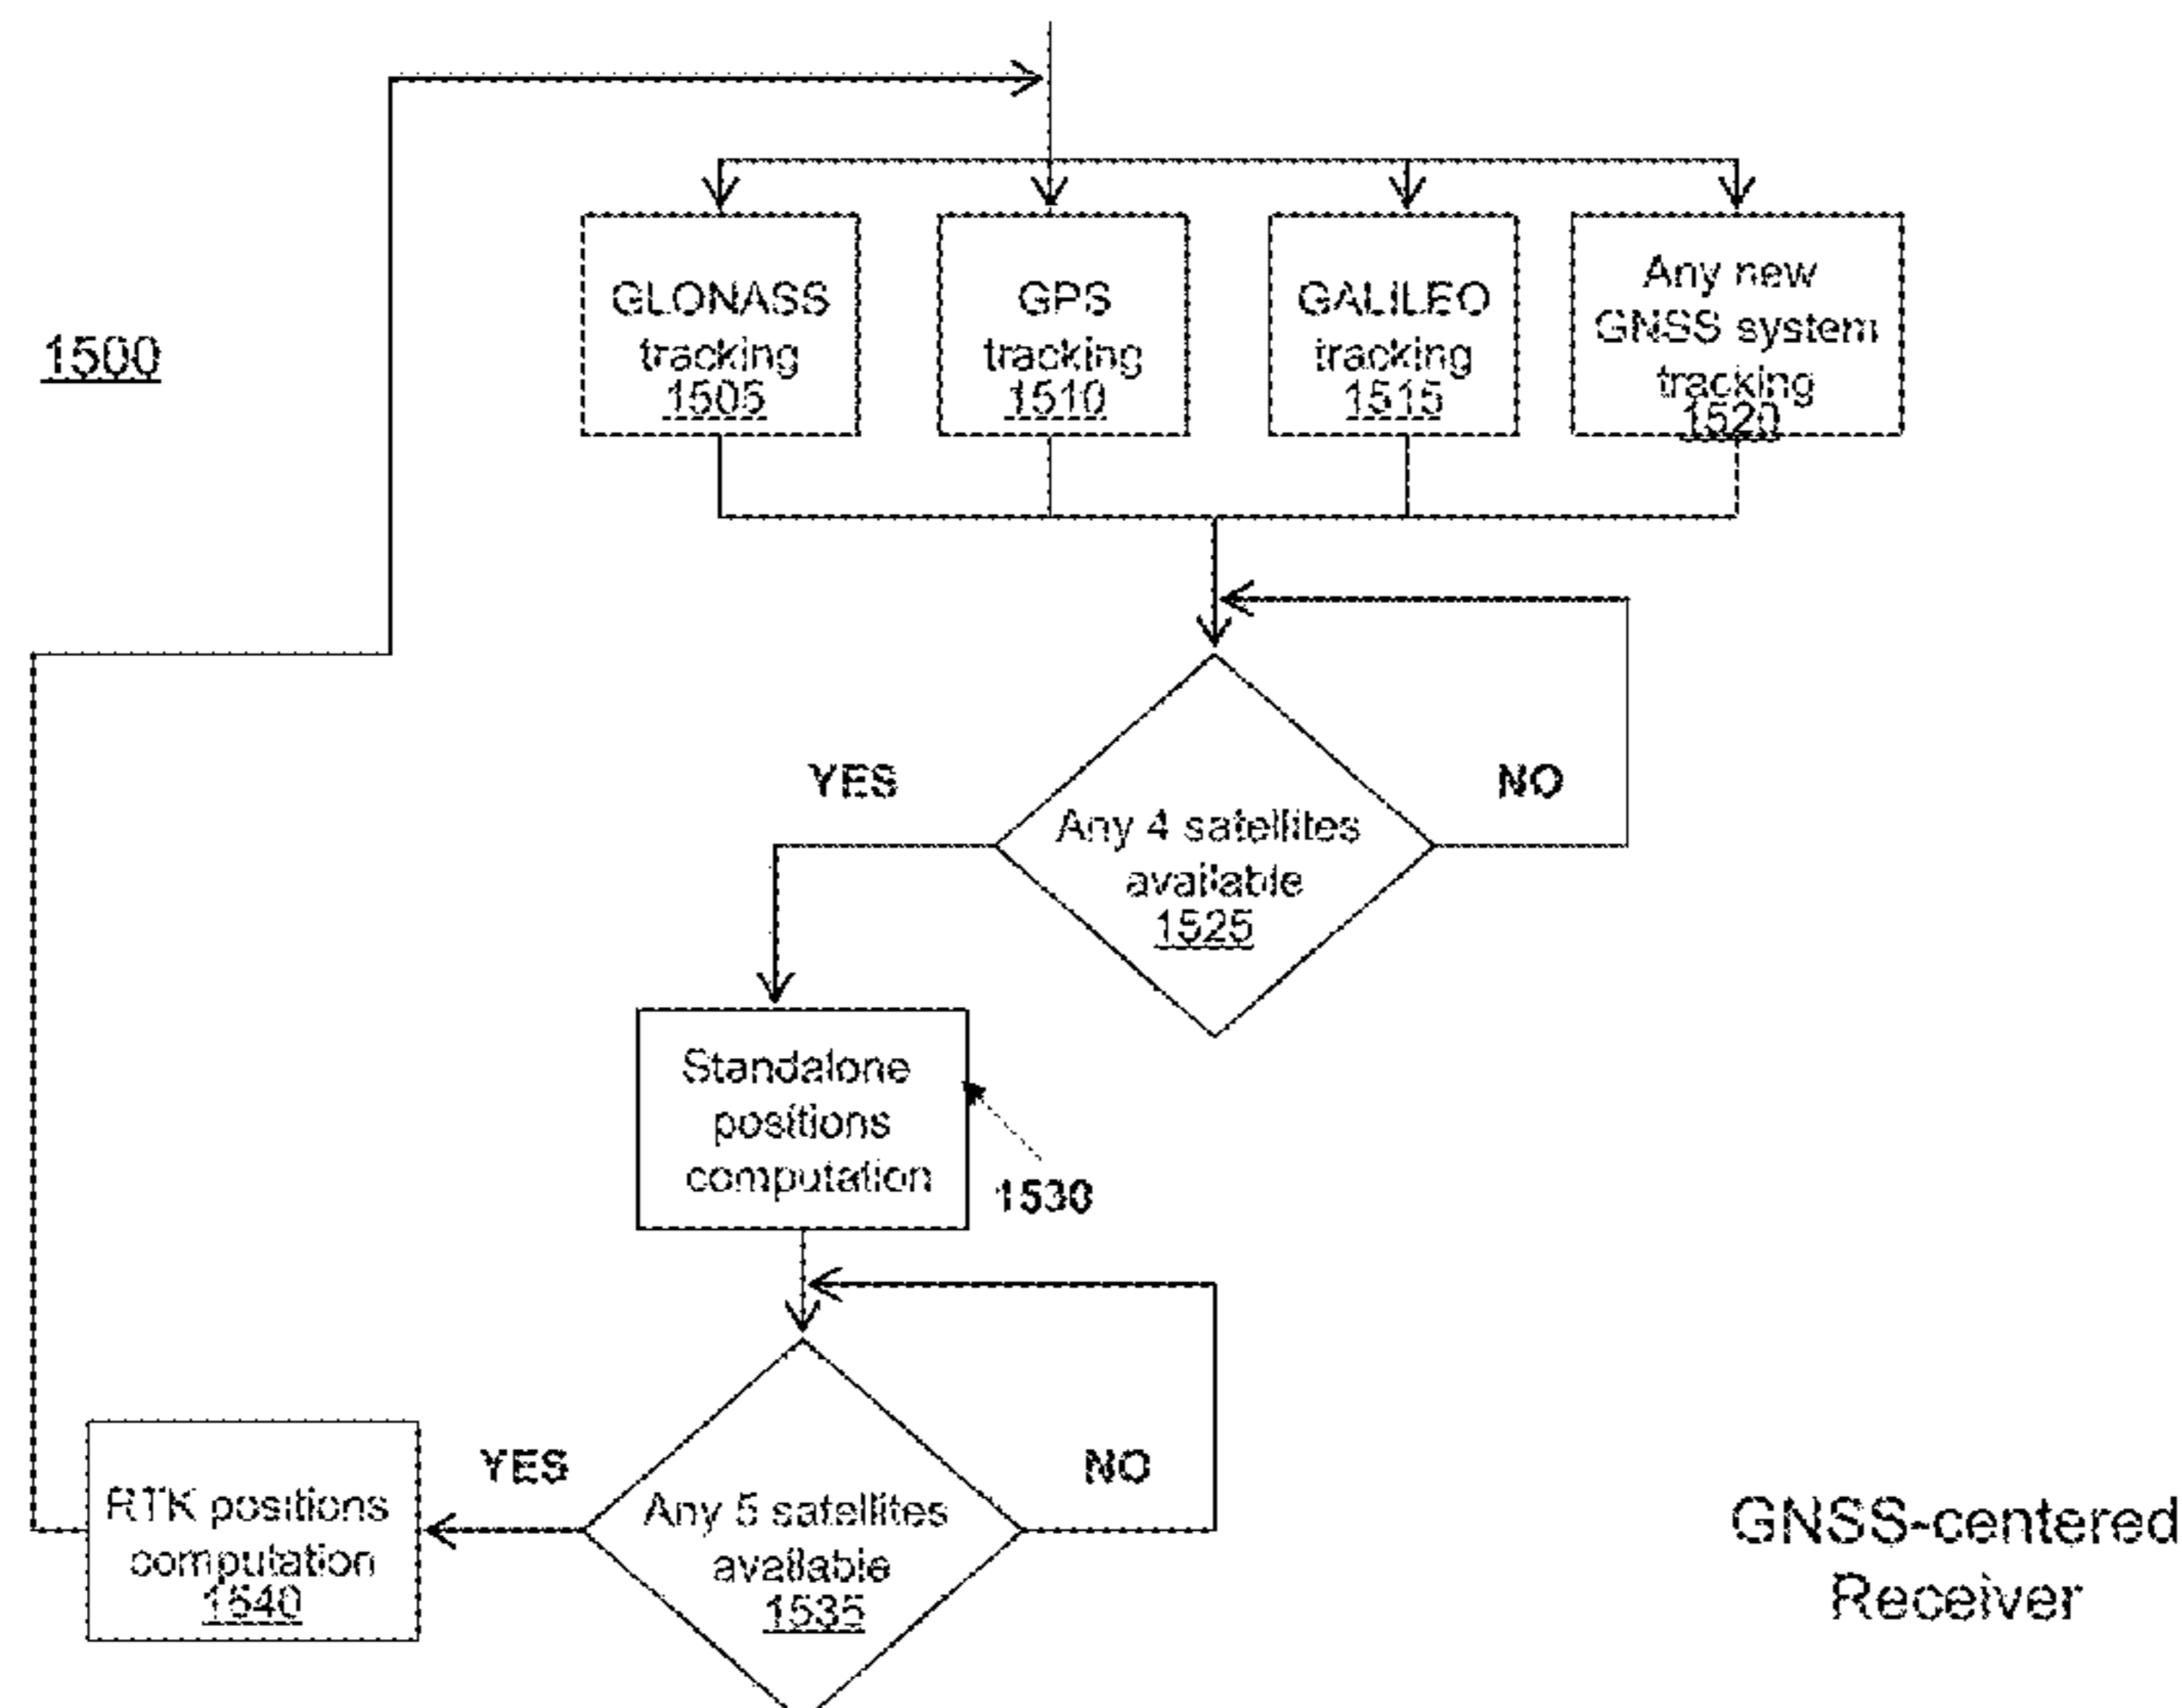 1500
GLONASS
tracking
1505
GPS
tracking
1510
GALILEO
tracking
1515
Any new
GNSS system
tracking
1520
YES
NO
Any 4 satellites
available
1525
Standalone
positions
computation
1530
YES
NO
RTK positions
computation
1540
Any 5 satellites
available
1535
GNSS-centered
Receiver